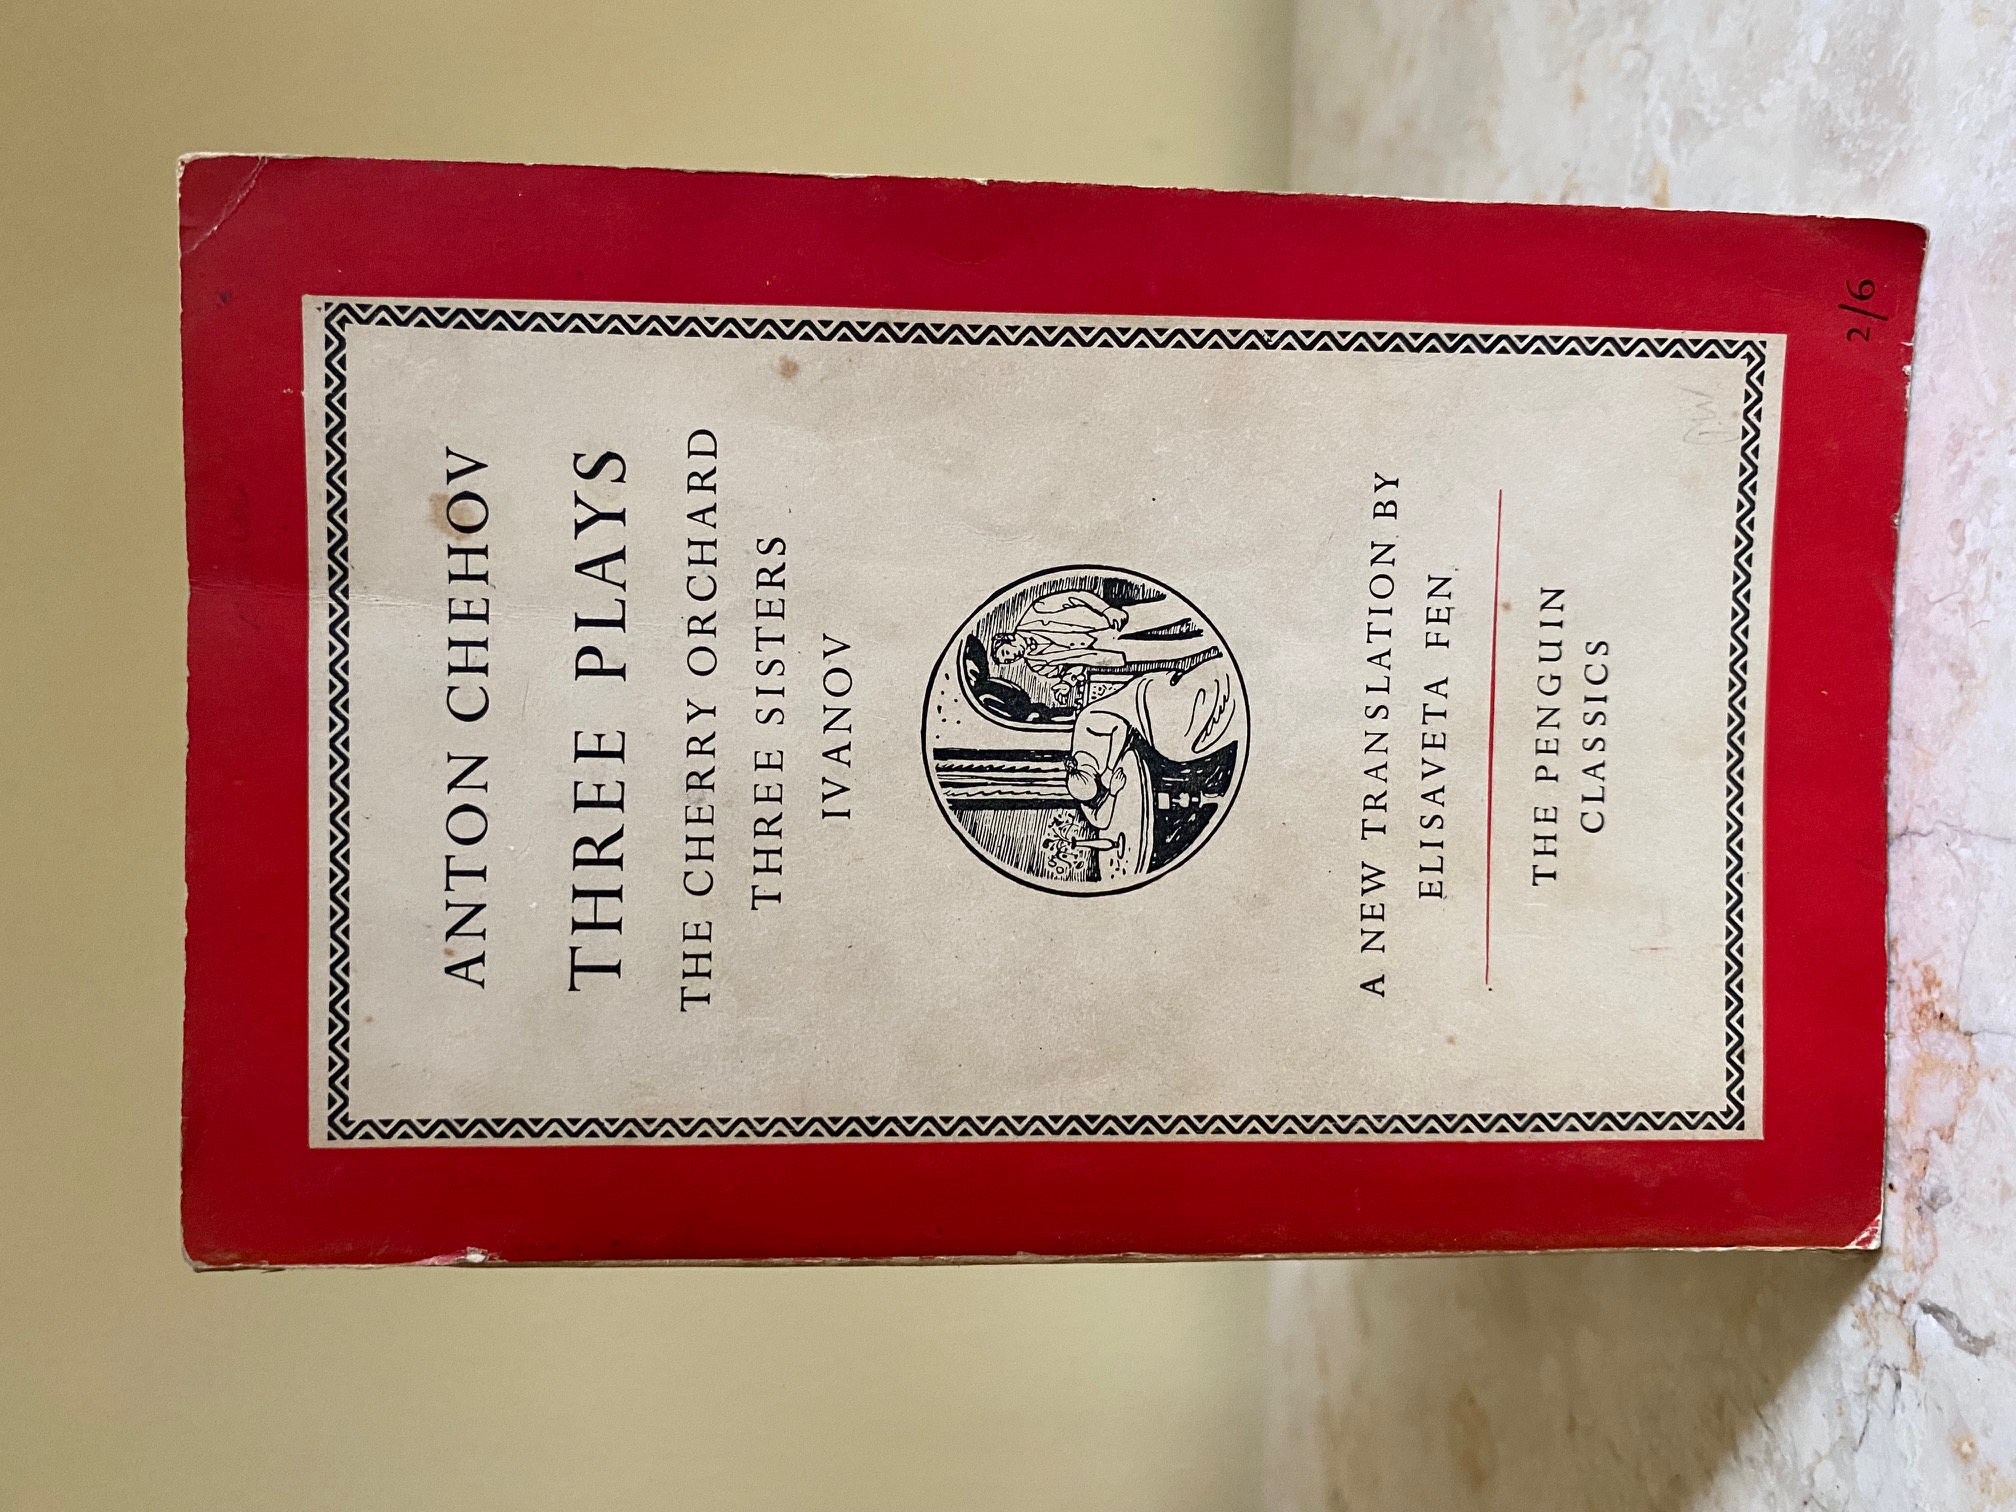 ANTON CHEHOV
THREE PLAYS
THE CHERRY ORCHARD
THREE SISTERS
IVANOV
A NEW TRANSLATION BY
ELISAVETA FEN
THE PENGUIN
CLASSICS
2/6